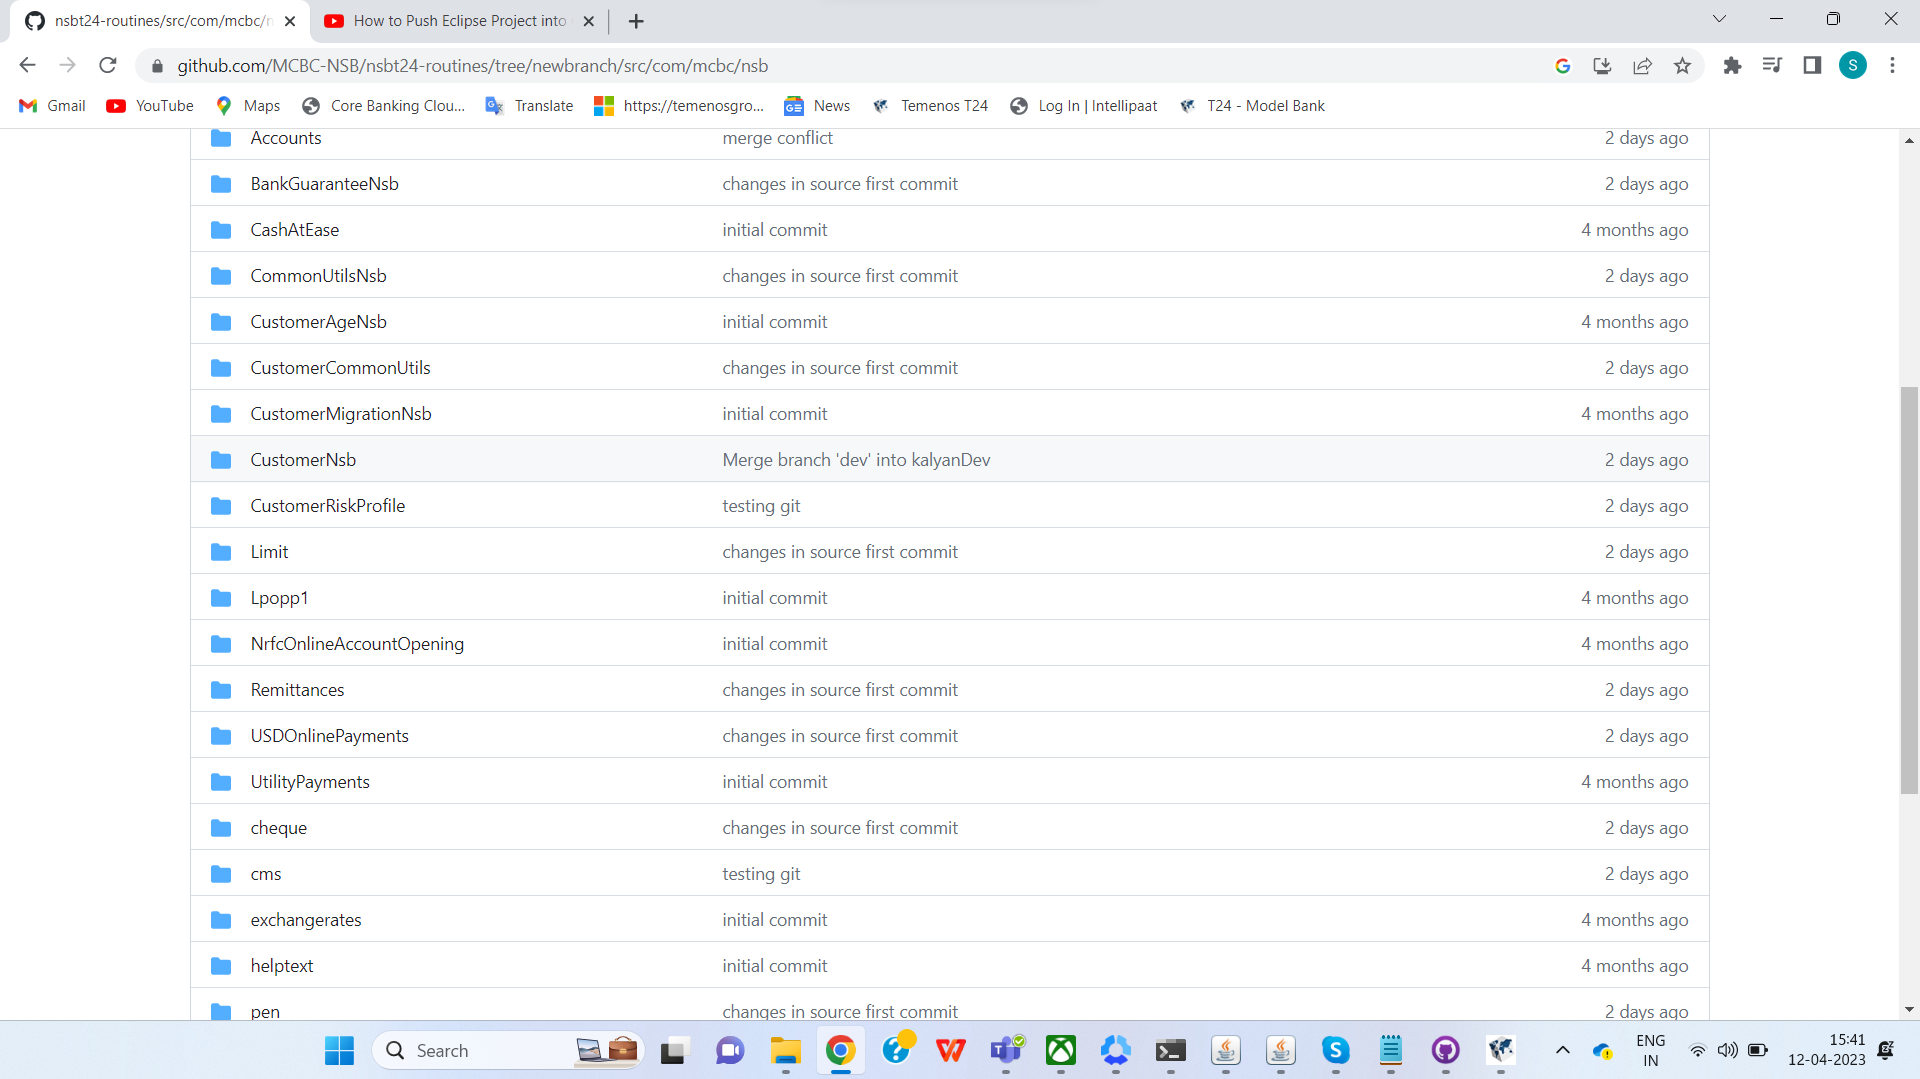 nsbt24-routines/src/com/mcbc/n
How to Push Eclipse Project into
github.com/MCBC-NSB/nsbt24-routines/tree/newbranch/src/com/mcbc/nsb
S
Gmail YouTube Maps Core Banking Clou... Translate https://temenosgro... News Temenos T24 Log In | Intellipaat T24 - Model Bank
Accounts merge conflict 2 days ago
BankGuaranteeNsb changes in source first commit 2 days ago
CashAtEase initial commit 4 months ago
CommonUtilsNsb changes in source first commit 2 days ago
CustomerAgeNsb initial commit 4 months ago
CustomerCommonUtils changes in source first commit 2 days ago
CustomerMigrationNsb initial commit 4 months ago
CustomerNsb Merge branch 'dev' into kalyanDev 2 days ago
CustomerRiskProfile testing git 2 days ago
Limit changes in source first commit 2 days ago
Lpopp1 initial commit 4 months ago
NrfcOnlineAccountOpening initial commit 4 months ago
Remittances changes in source first commit 2 days ago
USDOnlinePayments changes in source first commit 2 days ago
UtilityPayments initial commit 4 months ago
cheque changes in source first commit 2 days ago
cms testing git 2 days ago
exchangerates initial commit 4 months ago
helptext initial commit 4 months ago
pen changes in source first commit 2 days ago
Search
ENG
IN
15:41
12-04-2023